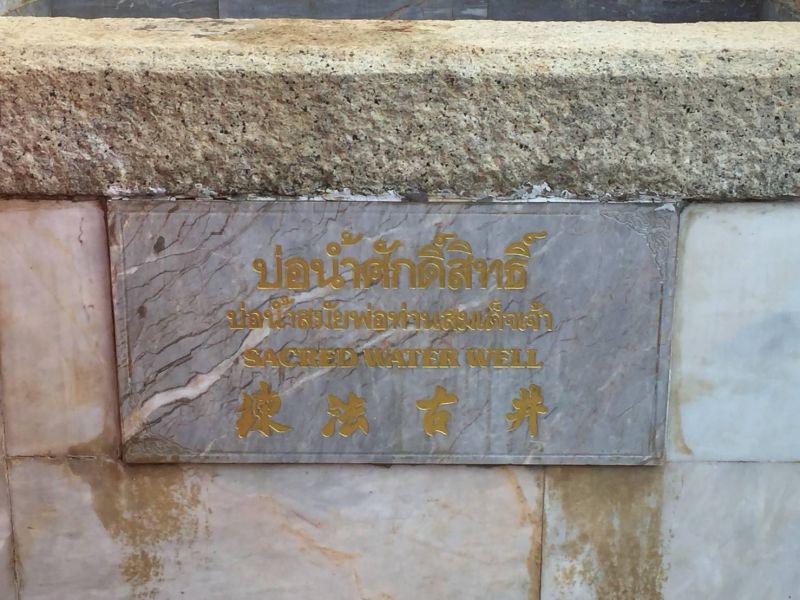 บ่อน้ำศักดิ์สิทธิ์
บ่อน้ำสมัยพ่อท่านสมเด็จเจ้า
SACRED WATER WELL
法古井